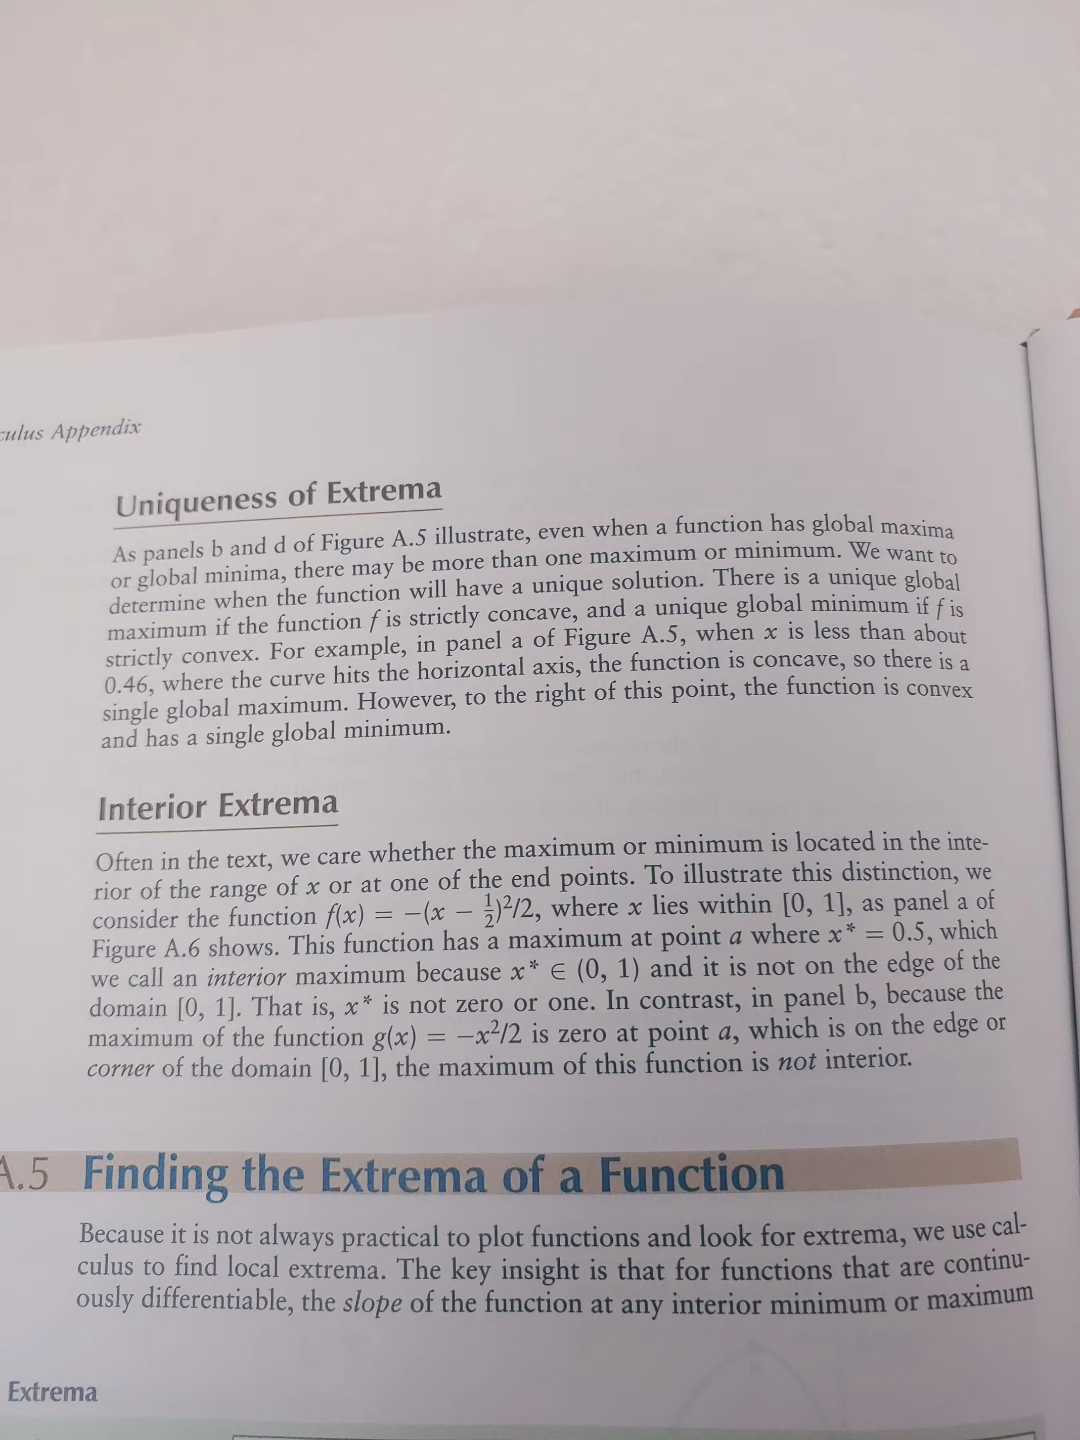 culus Appendix
Uniqueness of Extrema
As panels b and d of Figure A.5 illustrate, even when a function has global maxima
or global minima, there may be more than one maximum or minimum. We want to
determine when the function will have a unique solution. There is a unique global
maximum if the function f is strictly concave, and a unique global minimum if f is
strictly convex. For example, in panel a of Figure A.5, when x is less than about
0.46, where the curve hits the horizontal axis, the function is concave, so there is a
single global maximum. However, to the right of this point, the function is convex
and has a single global minimum.
Interior Extrema
Often in the text, we care whether the maximum or minimum is located in the inte-
rior of the range of x or at one of the end points. To illustrate this distinction, we
consider the function f(x) = −(x − ½)²/2, where x lies within [0, 1], as panel a of
Figure A.6 shows. This function has a maximum at point a where x* = 0.5, which
we call an interior maximum because x* ∈ (0, 1) and it is not on the edge of the
domain [0, 1]. That is, x* is not zero or one. In contrast, in panel b, because the
maximum of the function g(x) = −x²/2 is zero at point a, which is on the edge or
corner of the domain [0, 1], the maximum of this function is not interior.
A.5 Finding the Extrema of a Function
Because it is not always practical to plot functions and look for extrema, we use cal-
culus to find local extrema. The key insight is that for functions that are continu-
ously differentiable, the slope of the function at any interior minimum or maximum
Extrema